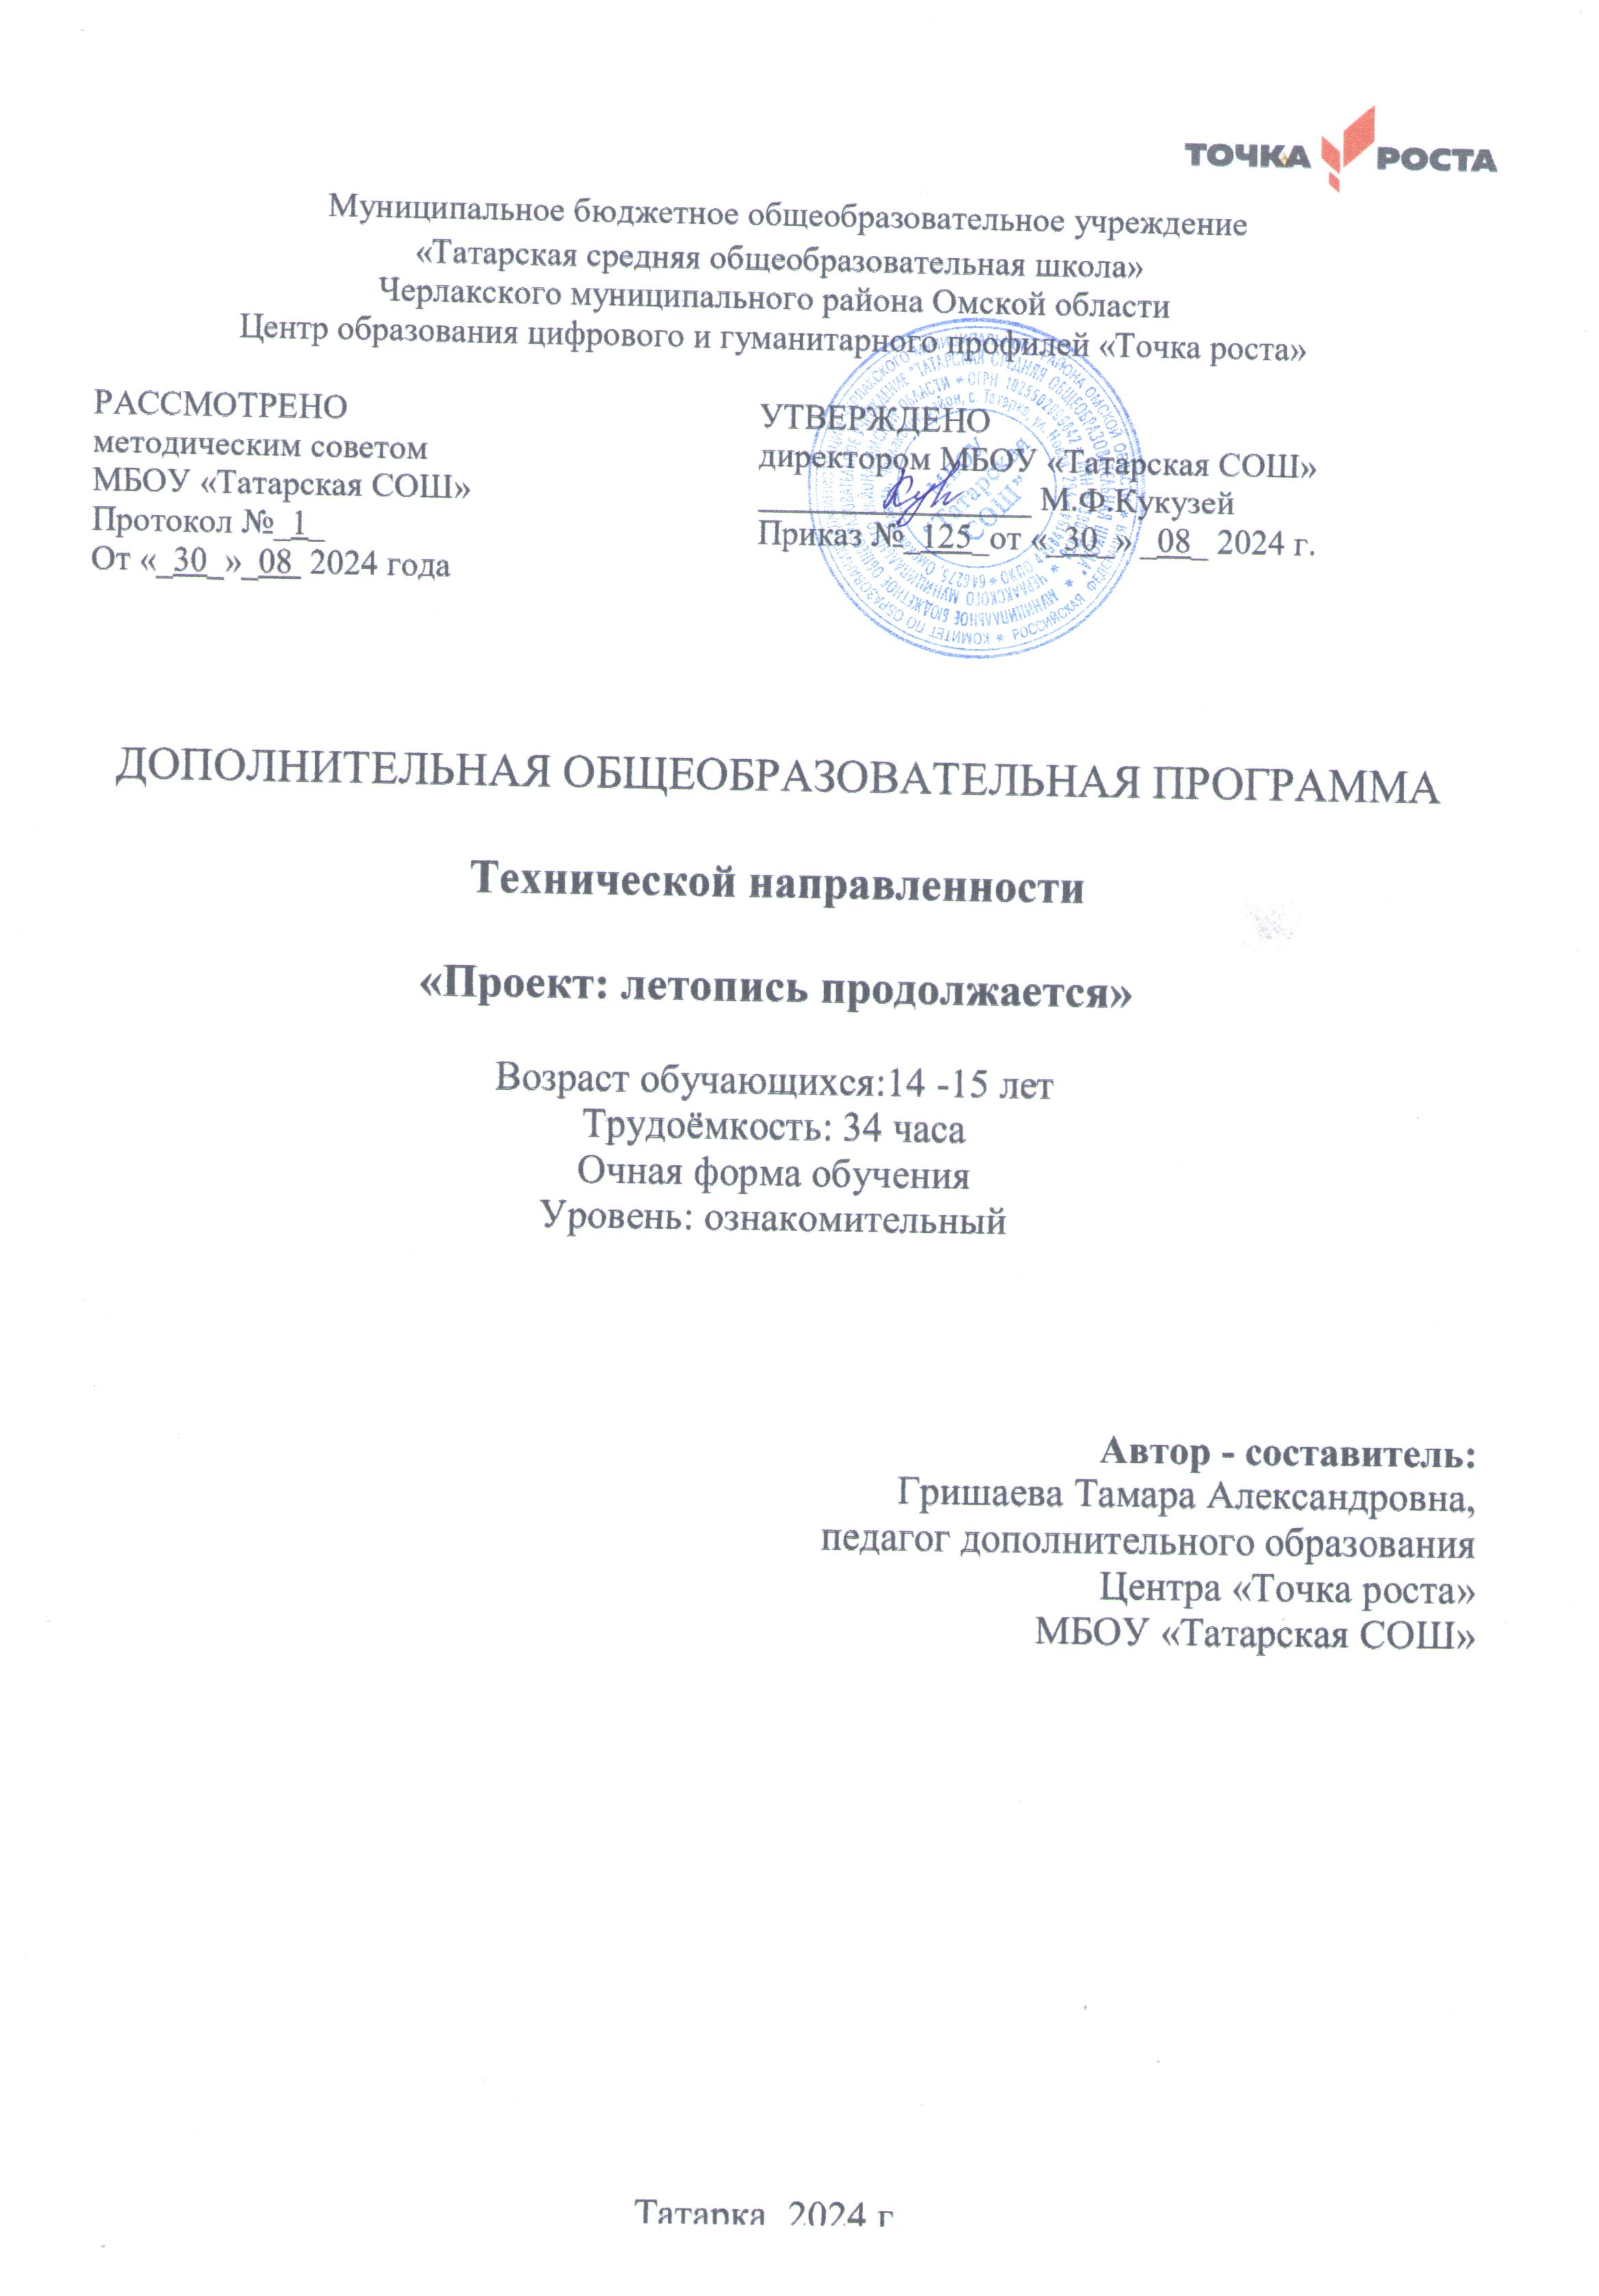 ТОЧКА РОСТА
Муниципальное бюджетное общеобразовательное учреждение
«Татарская средняя общеобразовательная школа»
Черлакского муниципального района Омской области
Центр образования цифрового и гуманитарного профилей «Точка роста»
РАССМОТРЕНО
методическим советом
МБОУ «Татарская СОШ»
Протокол №_1_
От «_30_»_08_ 2024 года
УТВЕРЖДЕНО
директором МБОУ «Татарская СОШ»
________________ М.Ф.Кукузей
Приказ №_125_от «_30_» _08_ 2024 г.
МБОУ
"Татарская
СОШ"
ДОПОЛНИТЕЛЬНАЯ ОБЩЕОБРАЗОВАТЕЛЬНАЯ ПРОГРАММА
Технической направленности
«Проект: летопись продолжается»
Возраст обучающихся:14 -15 лет
Трудоёмкость: 34 часа
Очная форма обучения
Уровень: ознакомительный
Автор - составитель:
Гришаева Тамара Александровна,
педагог дополнительного образования
Центра «Точка роста»
МБОУ «Татарская СОШ»
Татарка 2024 г